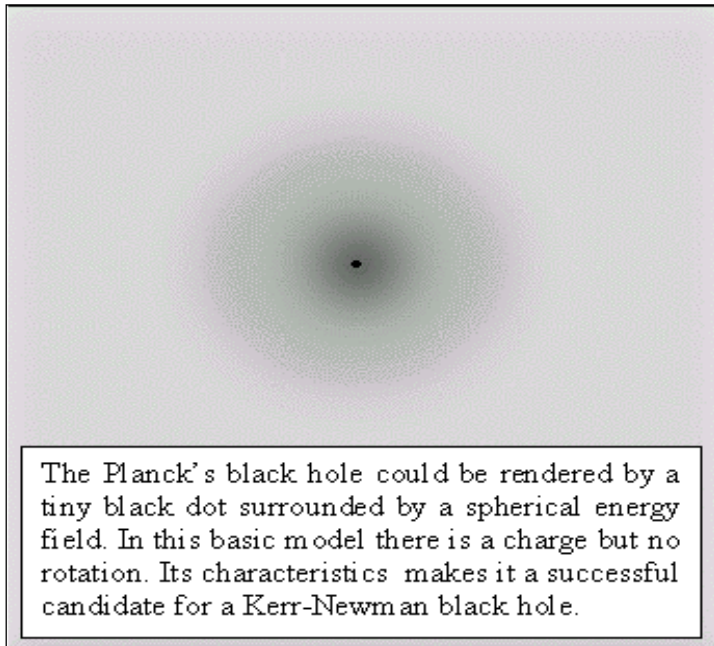 The Planck's black hole could be rendered by a
tiny black dot surrounded by a spherical energy
field. In this basic model there is a charge but no
rotation. Its characteristics makes it a successful
candidate for a Kerr-Newman black hole.